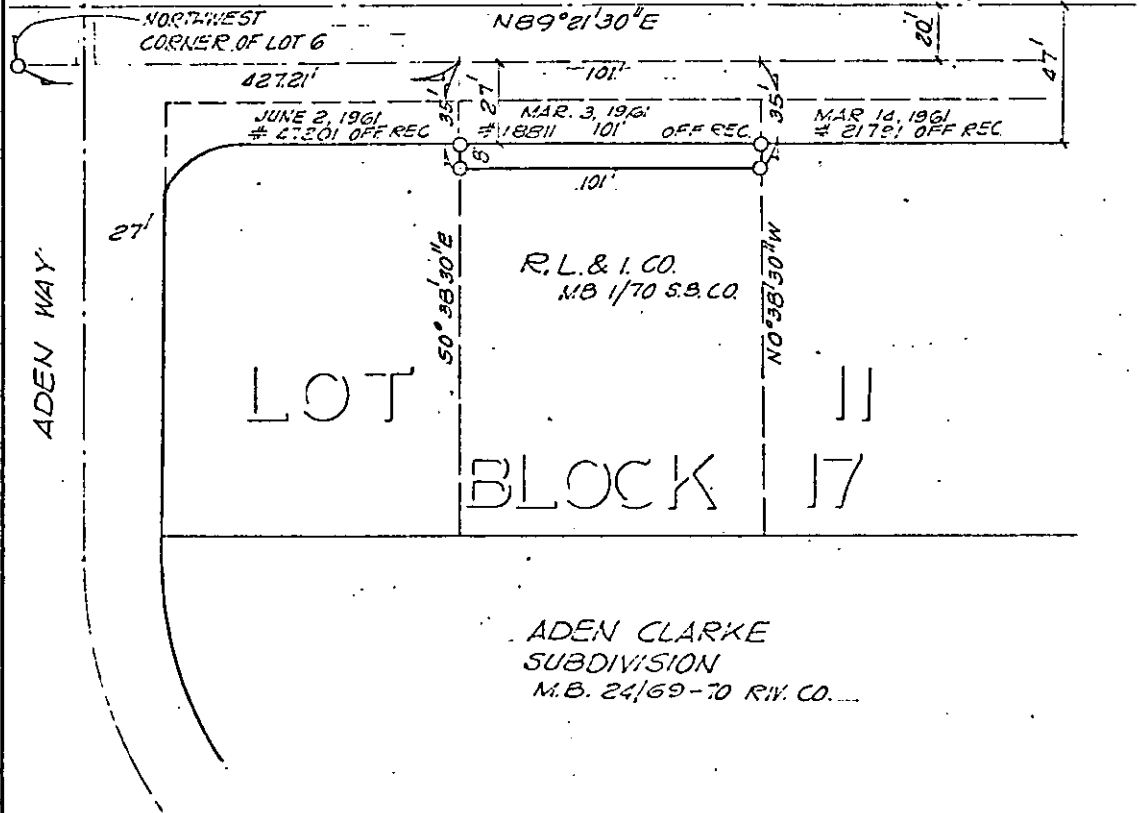 NORTHWEST
CORNER OF LOT 6
N89°21'30"E
20'
47'
427.21'
101'
35'
27'
35'
JUNE 2, 1961
# 47201 OFF REC
MAR. 3, 1961
# 18811 101' OFF REC.
MAR 14, 1961
# 21791 OFF REC.
8'
101'
27'
ADEN WAY
S0°38'30"E
R. L. & I. CO.
MB 1/70 S.B. CO.
N0°38'30"W
LOT 11
BLOCK 17
ADEN CLARKE
SUBDIVISION
M.B. 24/69-70 RIV. CO.